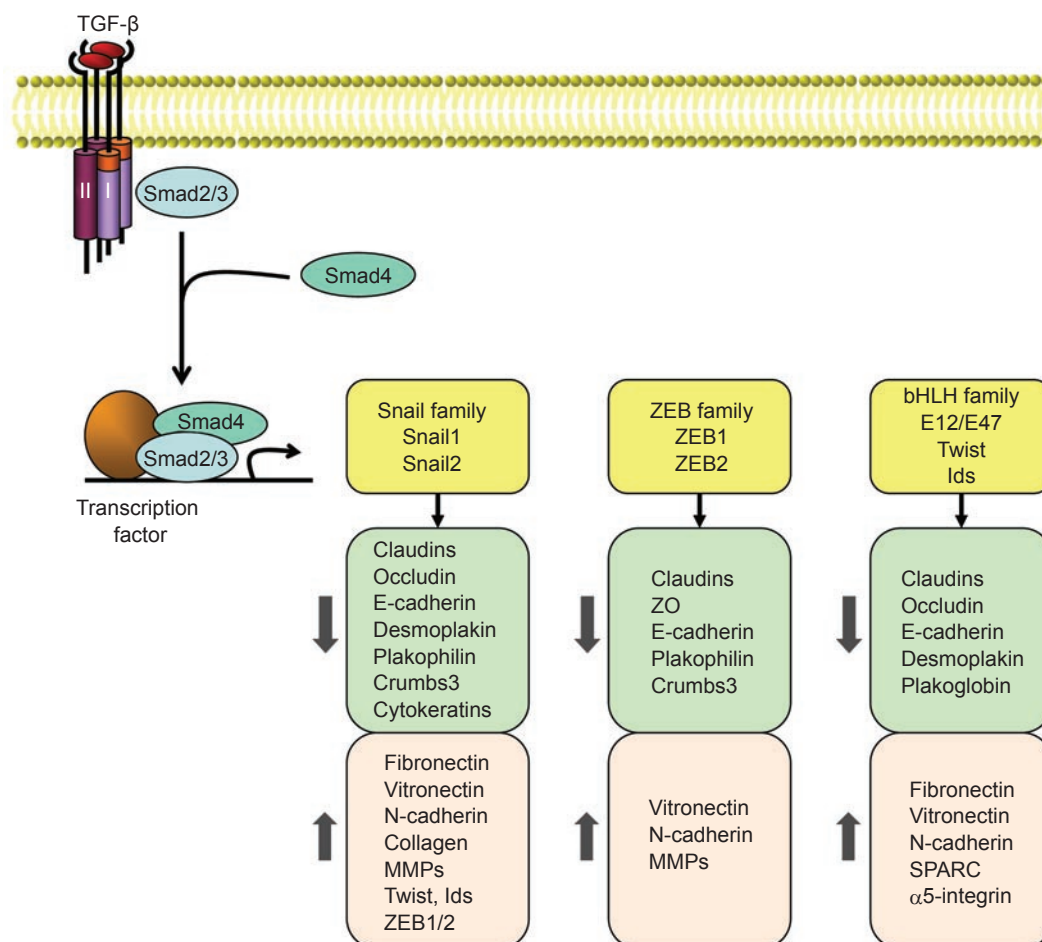 TGF-β
II
I
Smad2/3
Smad4
Smad4
Smad2/3
Transcription
factor
Snail family
Snail1
Snail2
Claudins
Occludin
E-cadherin
Desmoplakin
Plakophilin
Crumbs3
Cytokeratins
Fibronectin
Vitronectin
N-cadherin
Collagen
MMPs
Twist, Ids
ZEB1/2
ZEB family
ZEB1
ZEB2
Claudins
ZO
E-cadherin
Plakophilin
Crumbs3
Vitronectin
N-cadherin
MMPs
bHLH family
E12/E47
Twist
Ids
Claudins
Occludin
E-cadherin
Desmoplakin
Plakoglobin
Fibronectin
Vitronectin
N-cadherin
SPARC
α5-integrin